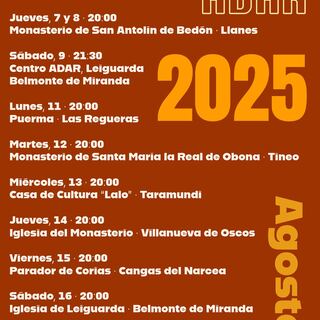 ADAR
Jueves, 7 y 8 · 20:00
Monasterio de San Antolín de Bedón · Llanes
Sábado, 9 · 21:30
Centro ADAR, Leiguarda
Belmonte de Miranda
2025
Lunes, 11 · 20:00
Puerma · Las Regueras
Martes, 12 · 20:00
Monasterio de Santa María la Real de Obona · Tineo
Miércoles, 13 · 20:00
Casa de Cultura "Lalo" · Taramundi
Jueves, 14 · 20:00
Iglesia del Monasterio · Villanueva de Oscos
Viernes, 15 · 20:00
Parador de Corias · Cangas del Narcea
Sábado, 16 · 20:00
Iglesia de Leiguarda · Belmonte de Miranda
Agosto